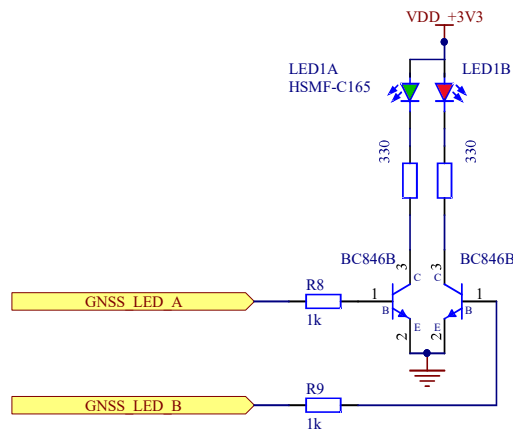 VDD_+3V3
LED1A
HSMF-C165
LED1B
330
330
BC846B
BC846B
3
C
3
C
GNSS_LED_A
R8
1k
1
B
E
2
E
2
B
1
GNSS_LED_B
R9
1k